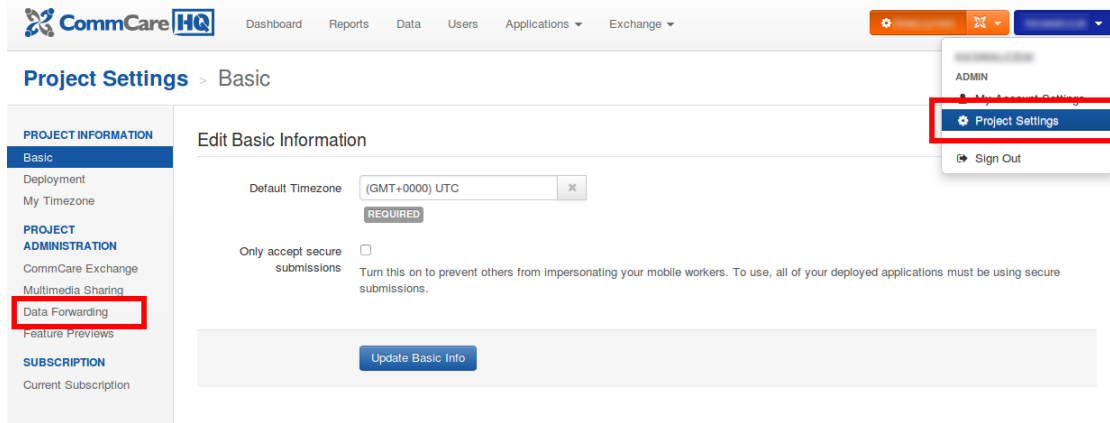 CommCare HQ Dashboard Reports Data Users Applications Exchange
ADMIN
My Account Settings
Project Settings
Sign Out
Project Settings > Basic
PROJECT INFORMATION
Basic
Deployment
My Timezone
PROJECT
ADMINISTRATION
CommCare Exchange
Multimedia Sharing
Data Forwarding
Feature Previews
SUBSCRIPTION
Current Subscription
Edit Basic Information
Default Timezone (GMT+0000) UTC
REQUIRED
Only accept secure
submissions
Turn this on to prevent others from impersonating your mobile workers. To use, all of your deployed applications must be using secure
submissions.
Update Basic Info